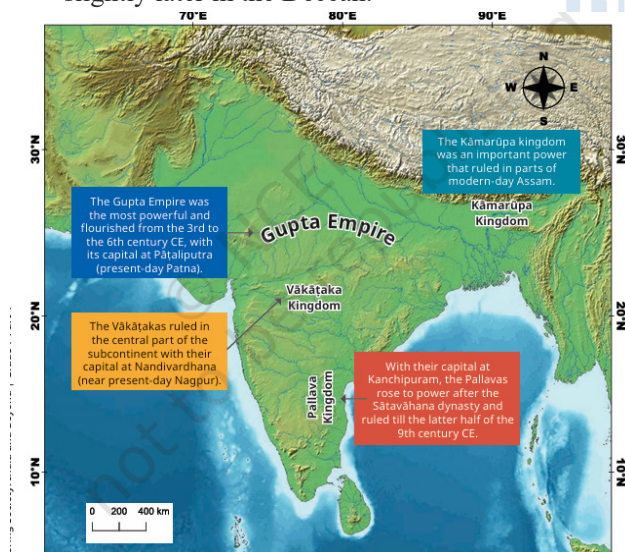 70°E 80°E 90°E
N
W E
S
30°N 30°N
The Kāmarūpa kingdom
was an important power
that ruled in parts of
modern-day Assam.
Kāmarūpa
Kingdom
The Gupta Empire was
the most powerful and
flourished from the 3rd to
the 6th century CE, with
its capital at Pāṭaliputra
(present-day Patna).
Gupta Empire
Vākāṭaka
Kingdom
20°N 20°N
The Vākāṭakas ruled in
the central part of the
subcontinent with their
capital at Nandivardhana
(near present-day Nagpur).
Pallava
Kingdom
With their capital at
Kanchipuram, the Pallavas
rose to power after the
Sātavāhana dynasty and
ruled till the latter half of the
9th century CE.
10°N 10°N
0 200 400 km
not to be